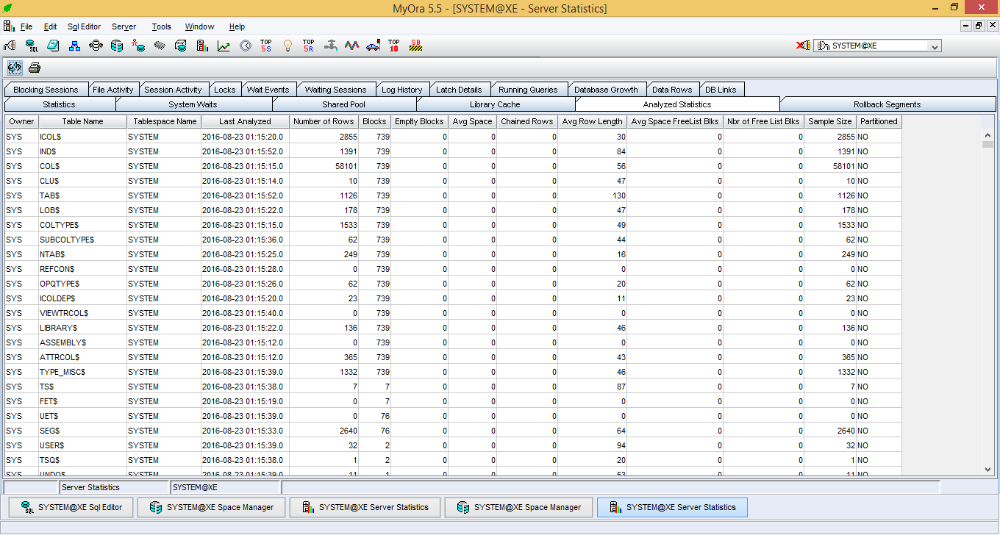 MyOra 5.5 - [SYSTEM@XE - Server Statistics]
File Edit Sql Editor Server Tools Window Help
SQL TOP 5S TOP 5R TOP 10 SB SYSTEM@XE
Blocking Sessions File Activity Session Activity Locks Wait Events Waiting Sessions Log History Latch Details Running Queries Database Growth Data Rows DB Links
Statistics System Waits Shared Pool Library Cache Analyzed Statistics Rollback Segments
Owner Table Name Tablespace Name Last Analyzed Number of Rows Blocks Emplty Blocks Avg Space Chained Rows Avg Row Length Avg Space FreeList Blks Nbr of Free List Blks Sample Size Partitioned
SYS ICOL$ SYSTEM 2016-08-23 01:15:20.0 2855 739 0 0 0 30 0 0 2855 NO
SYS IND$ SYSTEM 2016-08-23 01:15:52.0 1391 739 0 0 0 84 0 0 1391 NO
SYS COL$ SYSTEM 2016-08-23 01:15:15.0 58101 739 0 0 0 56 0 0 58101 NO
SYS CLU$ SYSTEM 2016-08-23 01:15:14.0 10 739 0 0 0 47 0 0 10 NO
SYS TAB$ SYSTEM 2016-08-23 01:15:52.0 1126 739 0 0 0 130 0 0 1126 NO
SYS LOB$ SYSTEM 2016-08-23 01:15:22.0 178 739 0 0 0 47 0 0 178 NO
SYS COLTYPE$ SYSTEM 2016-08-23 01:15:15.0 1533 739 0 0 0 49 0 0 1533 NO
SYS SUBCOLTYPE$ SYSTEM 2016-08-23 01:15:36.0 62 739 0 0 0 44 0 0 62 NO
SYS NTAB$ SYSTEM 2016-08-23 01:15:25.0 249 739 0 0 0 16 0 0 249 NO
SYS REFCON$ SYSTEM 2016-08-23 01:15:28.0 0 739 0 0 0 0 0 0 0 NO
SYS OPQTYPE$ SYSTEM 2016-08-23 01:15:26.0 62 739 0 0 0 20 0 0 62 NO
SYS ICOLDEP$ SYSTEM 2016-08-23 01:15:20.0 23 739 0 0 0 11 0 0 23 NO
SYS VIEWTRCOL$ SYSTEM 2016-08-23 01:15:40.0 0 739 0 0 0 0 0 0 0 NO
SYS LIBRARY$ SYSTEM 2016-08-23 01:15:22.0 136 739 0 0 0 46 0 0 136 NO
SYS ASSEMBLY$ SYSTEM 2016-08-23 01:15:12.0 0 739 0 0 0 0 0 0 0 NO
SYS ATTRCOL$ SYSTEM 2016-08-23 01:15:12.0 365 739 0 0 0 43 0 0 365 NO
SYS TYPE_MISC$ SYSTEM 2016-08-23 01:15:39.0 1332 739 0 0 0 46 0 0 1332 NO
SYS TS$ SYSTEM 2016-08-23 01:15:38.0 7 7 0 0 0 87 0 0 7 NO
SYS FET$ SYSTEM 2016-08-23 01:15:19.0 0 7 0 0 0 0 0 0 0 NO
SYS UET$ SYSTEM 2016-08-23 01:15:39.0 0 76 0 0 0 0 0 0 0 NO
SYS SEG$ SYSTEM 2016-08-23 01:15:33.0 2640 76 0 0 0 64 0 0 2640 NO
SYS USER$ SYSTEM 2016-08-23 01:15:39.0 32 2 0 0 0 94 0 0 32 NO
SYS TSQ$ SYSTEM 2016-08-23 01:15:38.0 1 2 0 0 0 20 0 0 1 NO
SYS UNDO$ SYSTEM 2016-08-23 01:15:39.0 11 1 0 0 0 53 0 0 11 NO
Server Statistics SYSTEM@XE
SQL SYSTEM@XE Sql Editor SYSTEM@XE Space Manager SYSTEM@XE Server Statistics SYSTEM@XE Space Manager SYSTEM@XE Server Statistics